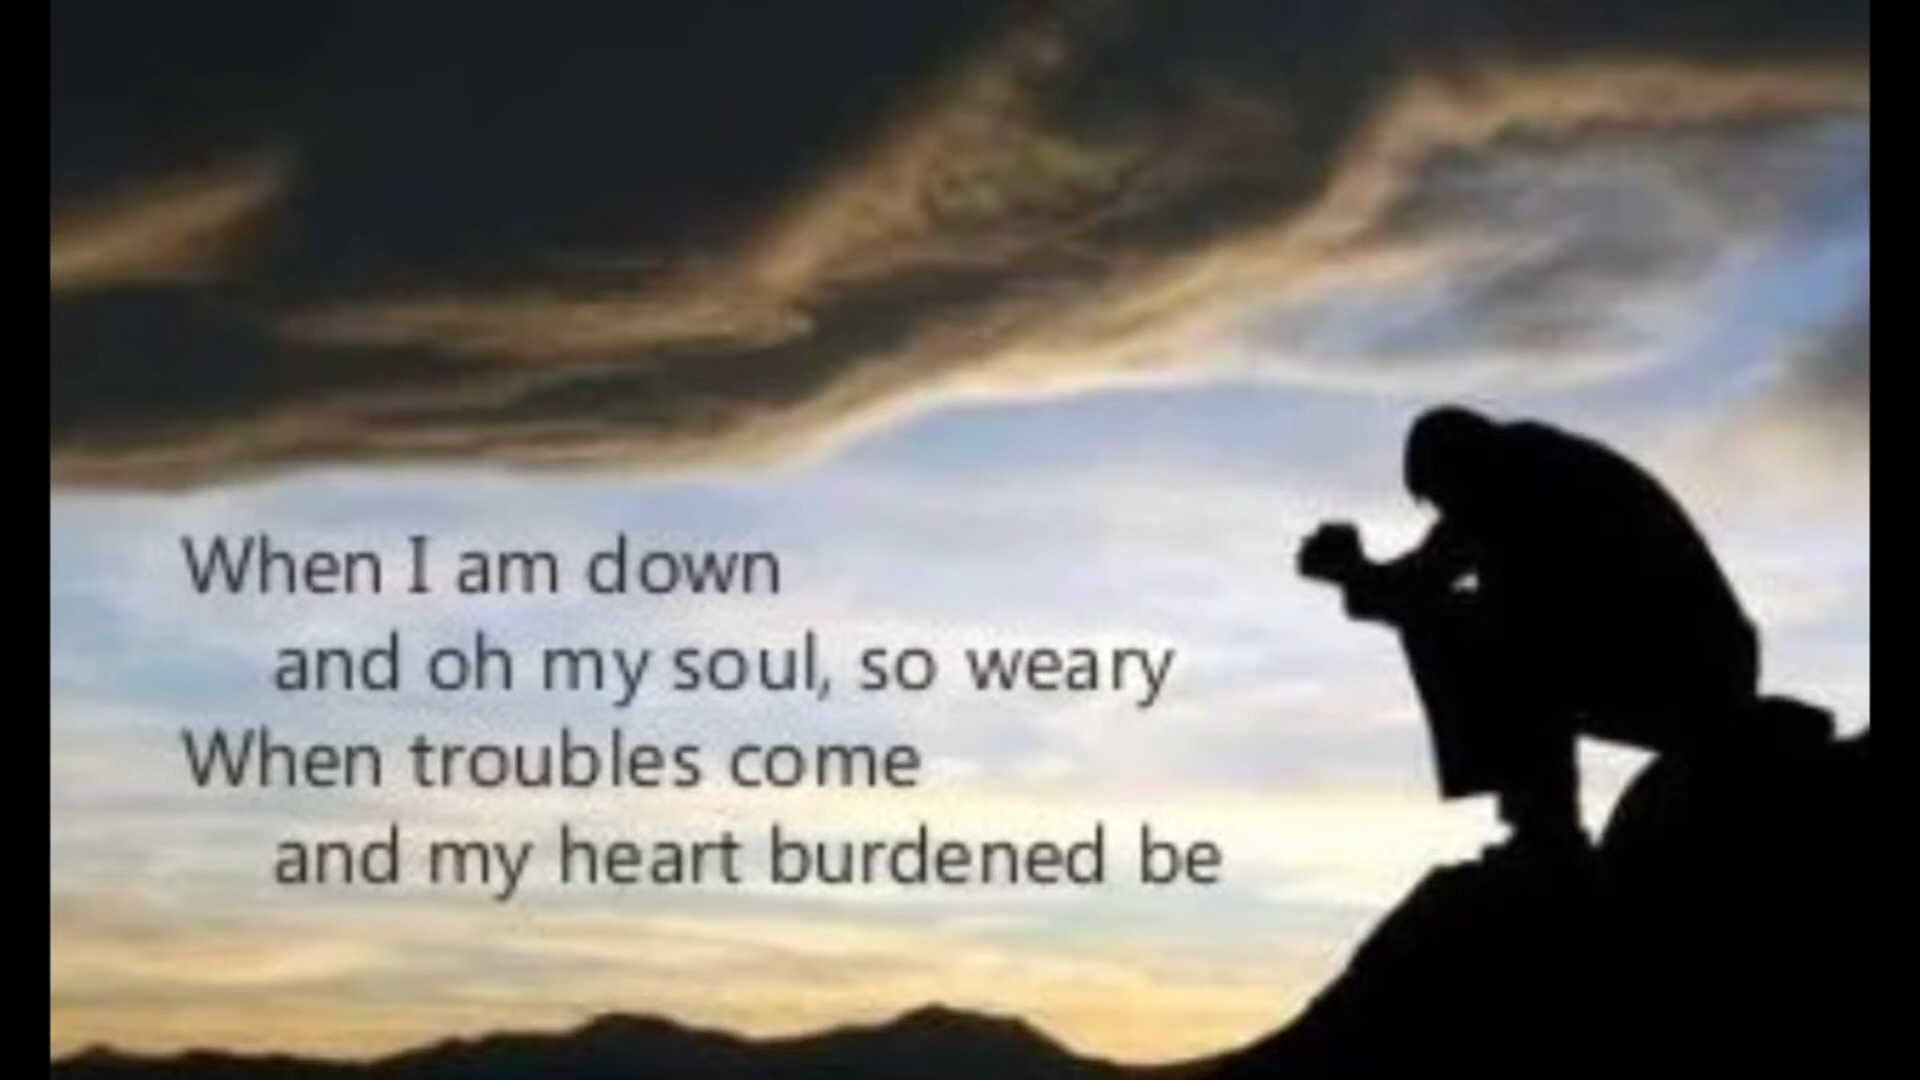 When I am down
and oh my soul, so weary
When troubles come
and my heart burdened be